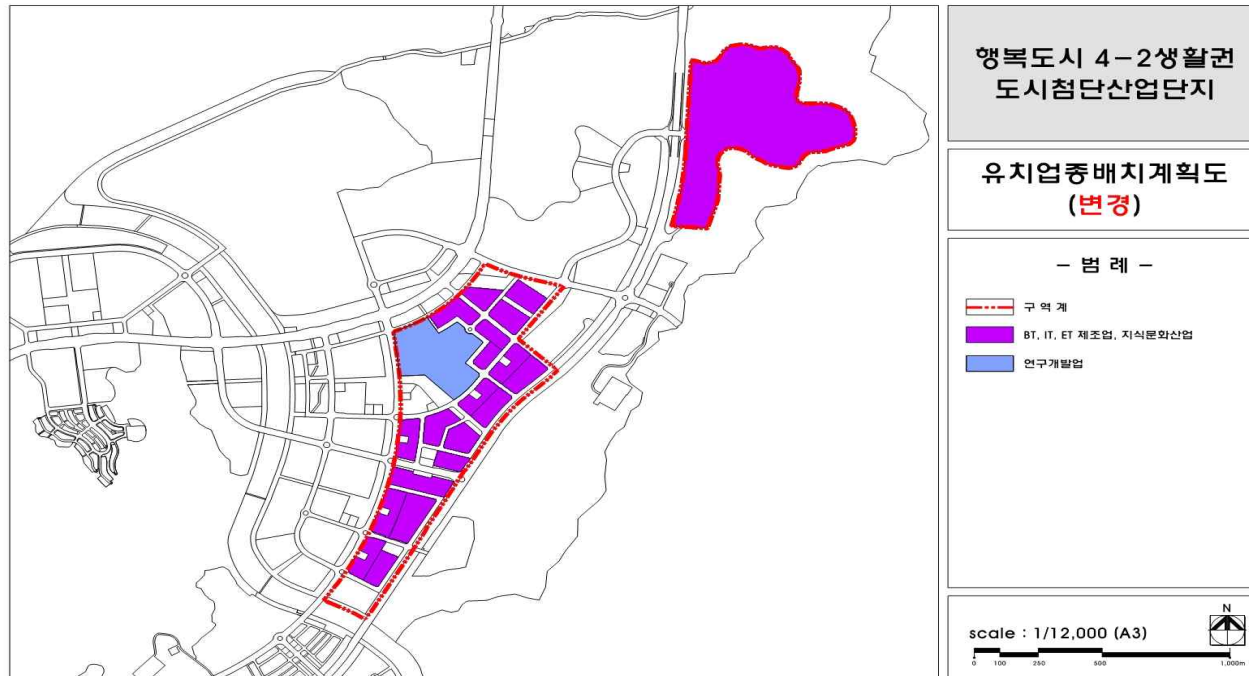 행복도시 4-2생활권
도시첨단산업단지
유치업종배치계획도
(변경)
- 범 례 -
구 역 계
BT, IT, ET 제조업, 지식문화산업
연구개발업
N
scale : 1/12,000 (A3)
0 100 250 500 1,000m